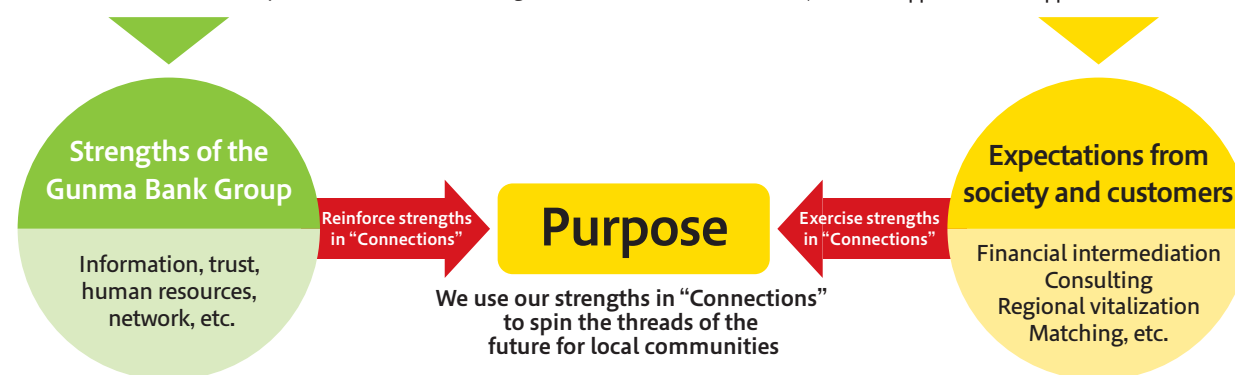 Strengths of the
Gunma Bank Group
Information, trust,
human resources,
network, etc.
Reinforce strengths
in “Connections”
Purpose
We use our strengths in “Connections”
to spin the threads of the
future for local communities
Exercise strengths
in “Connections”
Expectations from
society and customers
Financial intermediation
Consulting
Regional vitalization
Matching, etc.